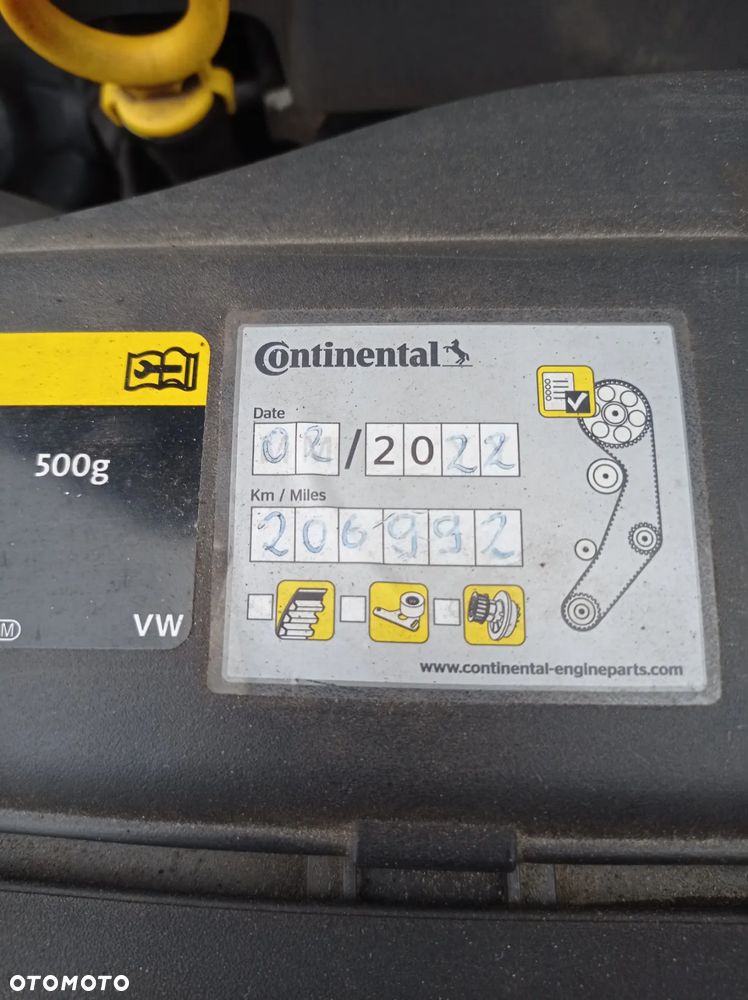 Continental
Date
02/2022
500g
Km / Miles
206992
VW
www.continental-engineparts.com
OTOMOTO